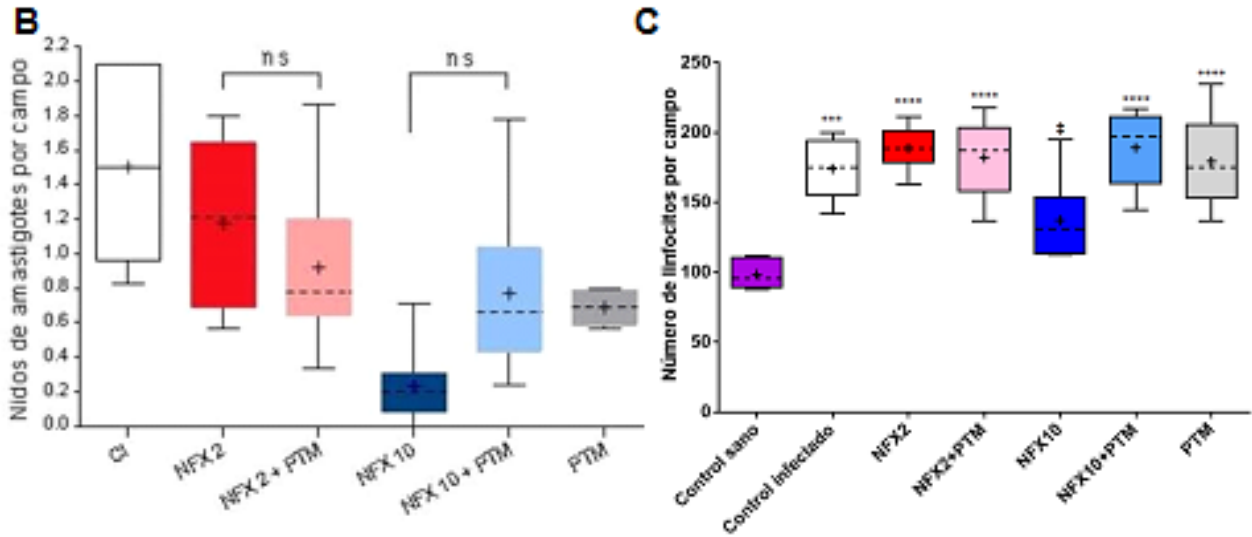 B
Nidos de amastigotes por campo
2.2
2.0
1.8
1.6
1.4
1.2
1.0
0.8
0.6
0.4
0.2
0.0
ns
ns
CI
NFX 2
NFX 2 + PTM
NFX 10
NFX 10 + PTM
PTM
C
Número de linfocitos por campo
250
200
150
100
50
0
***
****
****
‡
****
****
Control sano
Control infectado
NFX2
NFX2+PTM
NFX10
NFX10+PTM
PTM